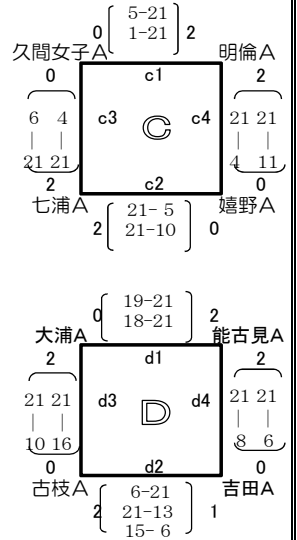 5-21
0 1-21 2
久間女子A 明倫A
0 c1 2
6 4 c3 C c4 21 21
| | | |
21 21 4 11
2 c2 0
七浦A 嬉野A
21- 5
2 21-10 0
19-21
0 18-21 2
大浦A 能古見A
2 d1 2
21 21 d3 D d4 21 21
| | | |
10 16 8 6
0 d2 0
古枝A 吉田A
6-21
2 21-13 1
15- 6